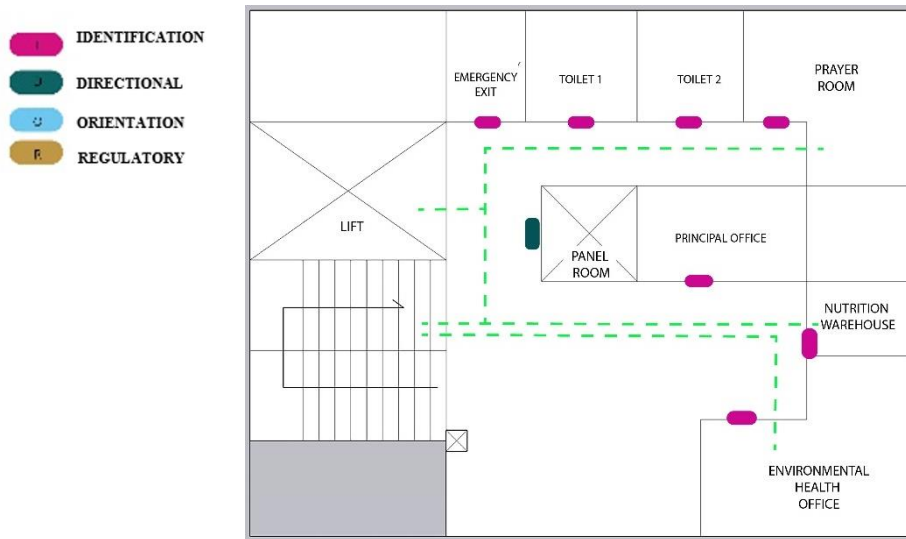 I IDENTIFICATION
DIRECTIONAL
O ORIENTATION
R REGULATORY
EMERGENCY
EXIT
TOILET 1
TOILET 2
PRAYER
ROOM
LIFT
PANEL
ROOM
PRINCIPAL OFFICE
NUTRITION
WAREHOUSE
ENVIRONMENTAL
HEALTH
OFFICE